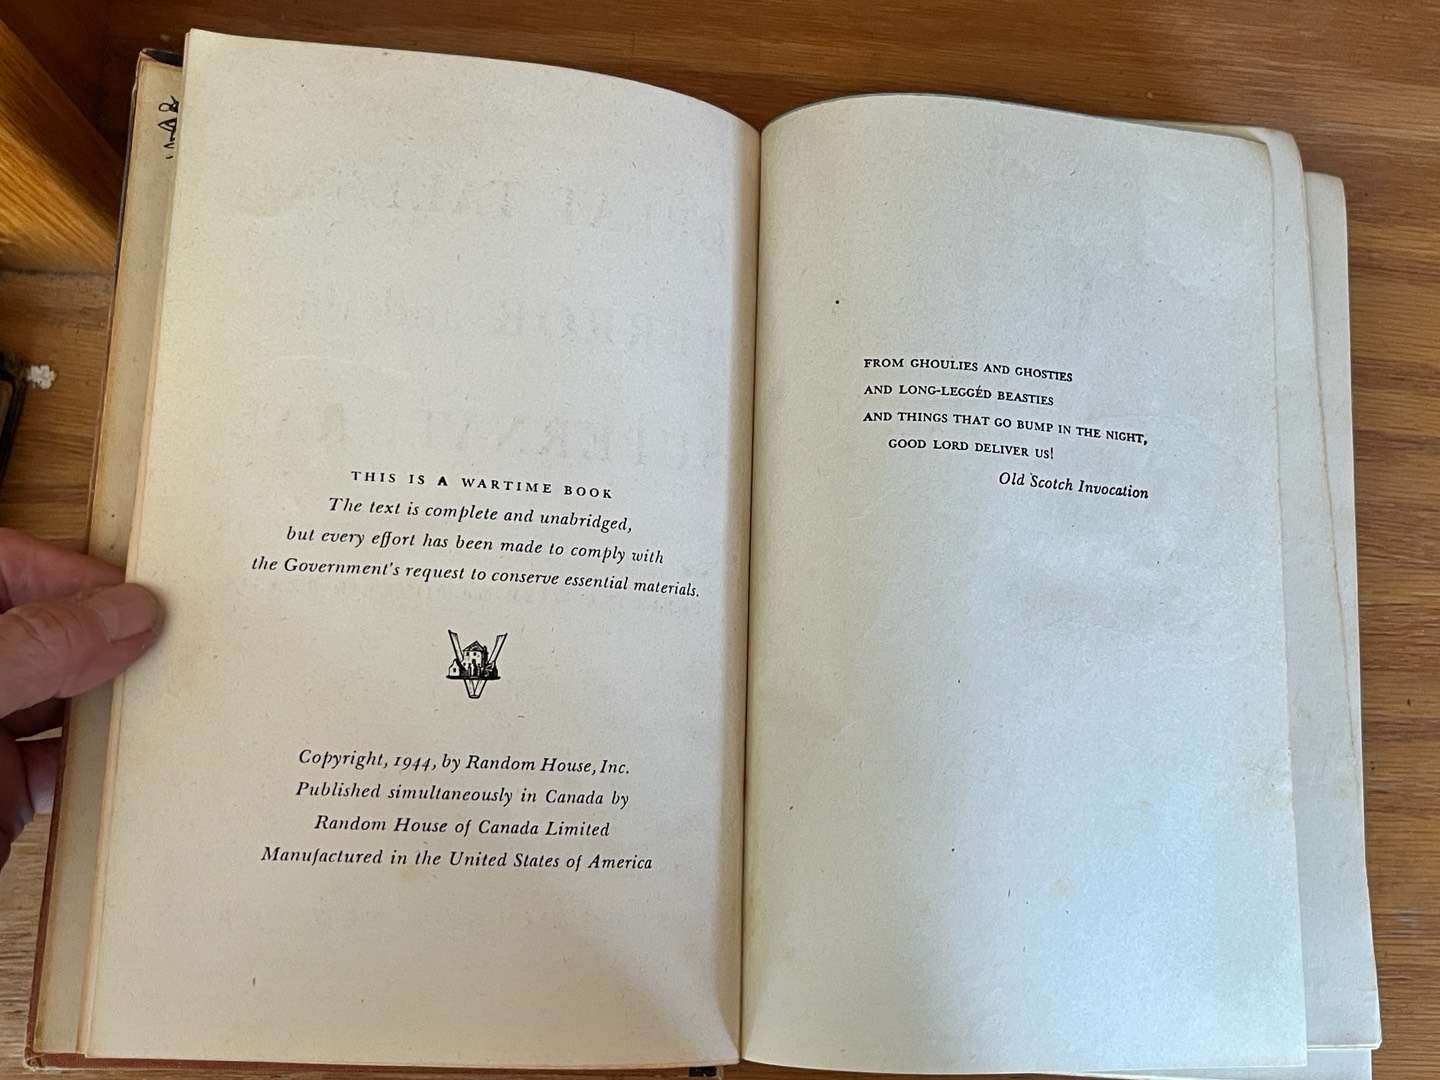 THIS IS A WARTIME BOOK
The text is complete and unabridged,
but every effort has been made to comply with
the Government's request to conserve essential materials.
Copyright, 1944, by Random House, Inc.
Published simultaneously in Canada by
Random House of Canada Limited
Manufactured in the United States of America
FROM GHOULIES AND GHOSTIES
AND LONG-LEGGÉD BEASTIES
AND THINGS THAT GO BUMP IN THE NIGHT,
GOOD LORD DELIVER US!
Old Scotch Invocation